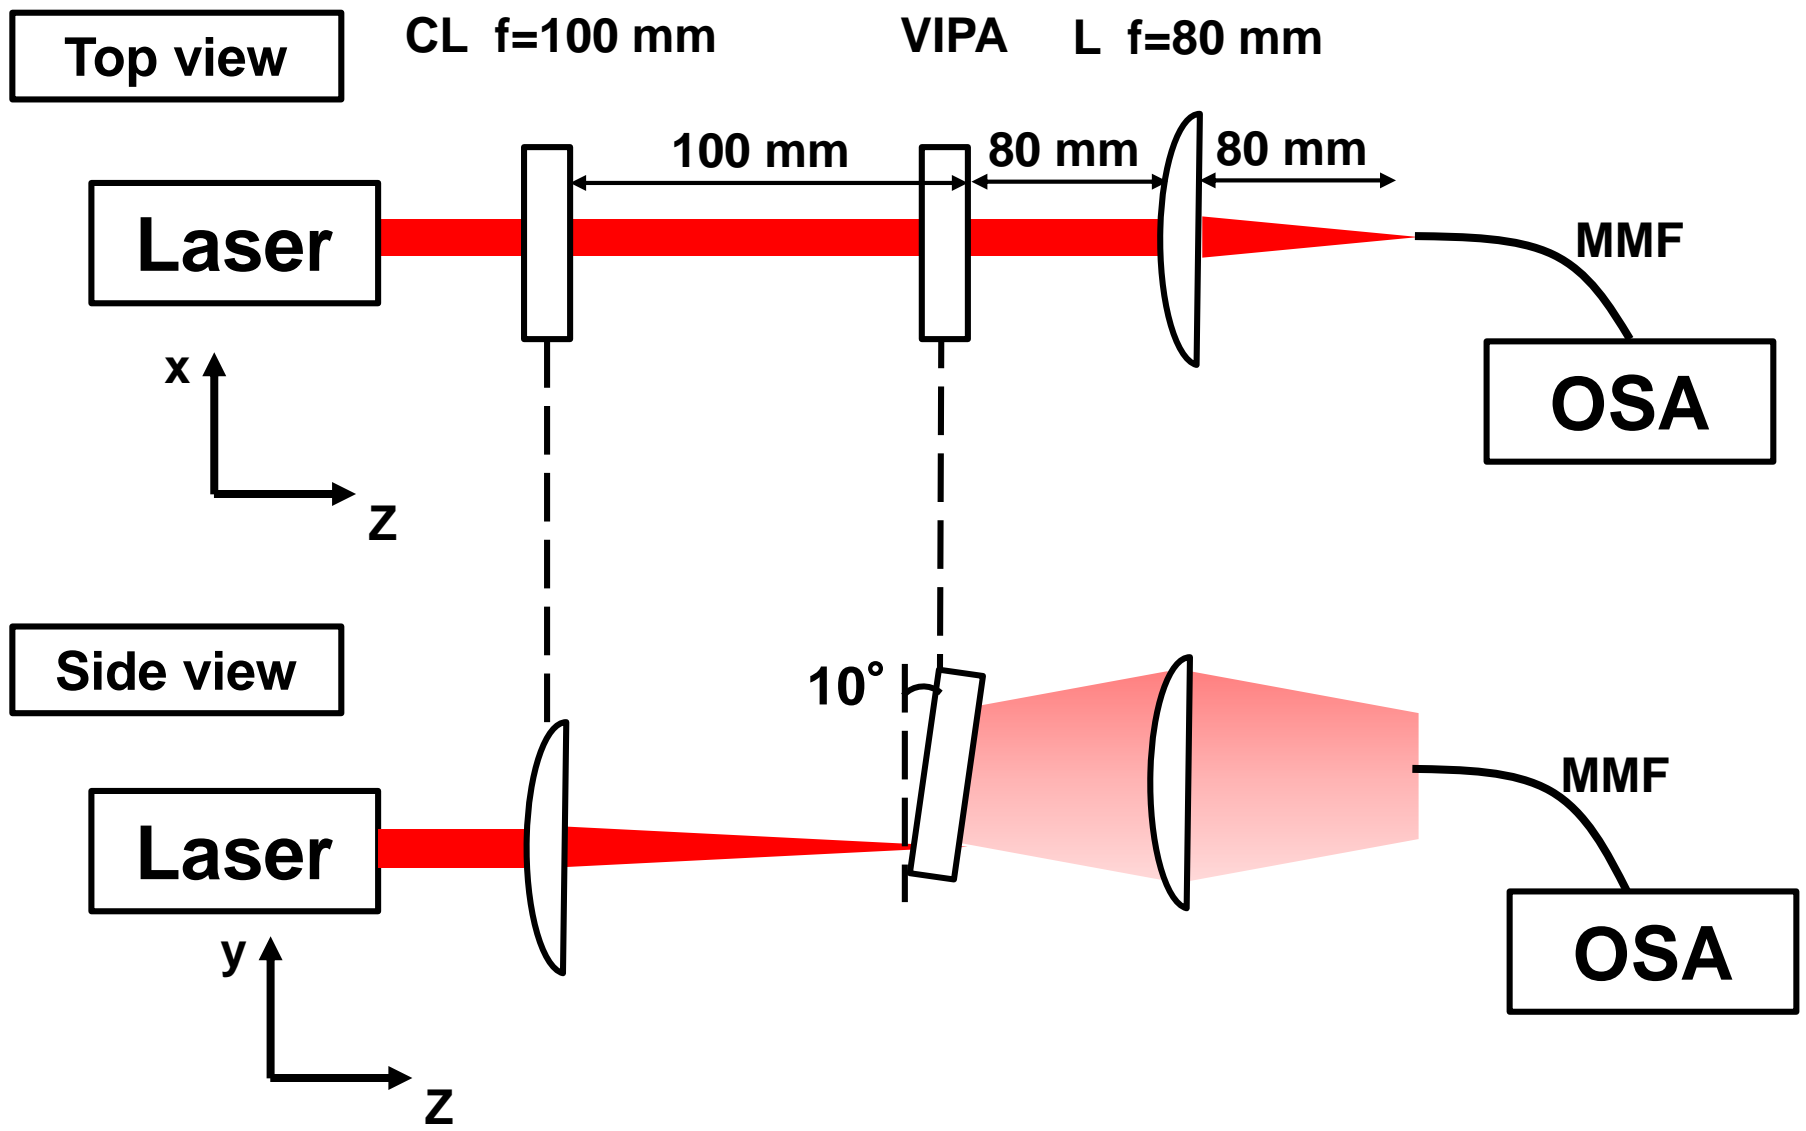 Top view
CL f=100 mm
VIPA
L f=80 mm
100 mm
80 mm
80 mm
Laser
MMF
OSA
x
Z
Side view
10°
Laser
MMF
OSA
y
Z